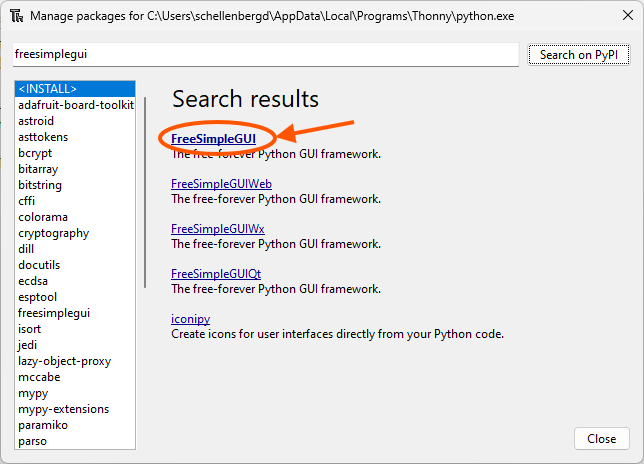 Manage packages for C:\Users\schellenbergd\AppData\Local\Programs\Thonny\python.exe
freesimplegui
Search on PyPI
<INSTALL>
adafruit-board-toolkit
astroid
asttokens
bcrypt
bitarray
bitstring
cffi
colorama
cryptography
dill
docutils
ecdsa
esptool
freesimplegui
isort
jedi
lazy-object-proxy
mccabe
mypy
mypy-extensions
paramiko
parso
Search results
FreeSimpleGUI
The free-forever Python GUI framework.
FreeSimpleGUIWeb
The free-forever Python GUI framework.
FreeSimpleGUIWx
The free-forever Python GUI framework.
FreeSimpleGUIQt
The free-forever Python GUI framework.
iconipy
Create icons for user interfaces directly from your Python code.
Close